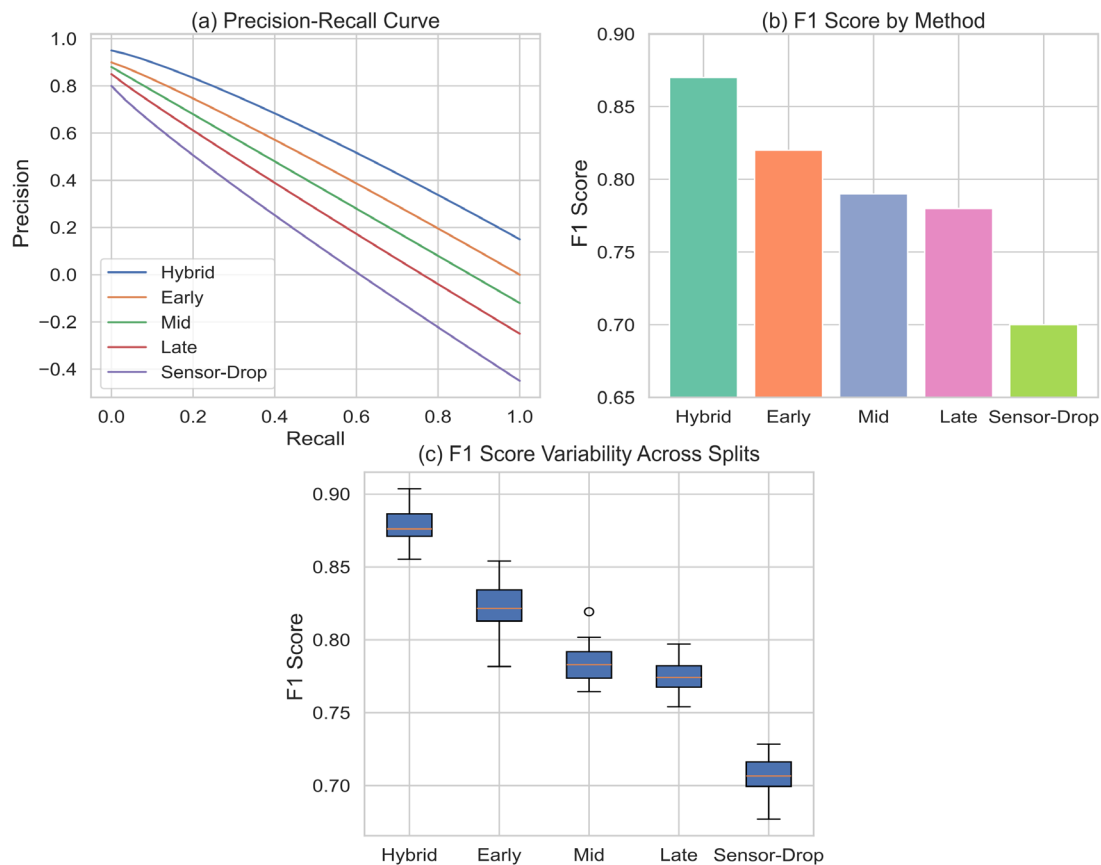 (a) Precision-Recall Curve
1.0
0.8
0.6
0.4
0.2
0.0
−0.2
−0.4
Precision
Hybrid
Early
Mid
Late
Sensor-Drop
0.0 0.2 0.4 0.6 0.8 1.0
Recall
(b) F1 Score by Method
0.90
0.85
0.80
0.75
0.70
0.65
F1 Score
Hybrid Early Mid Late Sensor-Drop
(c) F1 Score Variability Across Splits
0.90
0.85
0.80
0.75
0.70
F1 Score
Hybrid Early Mid Late Sensor-Drop